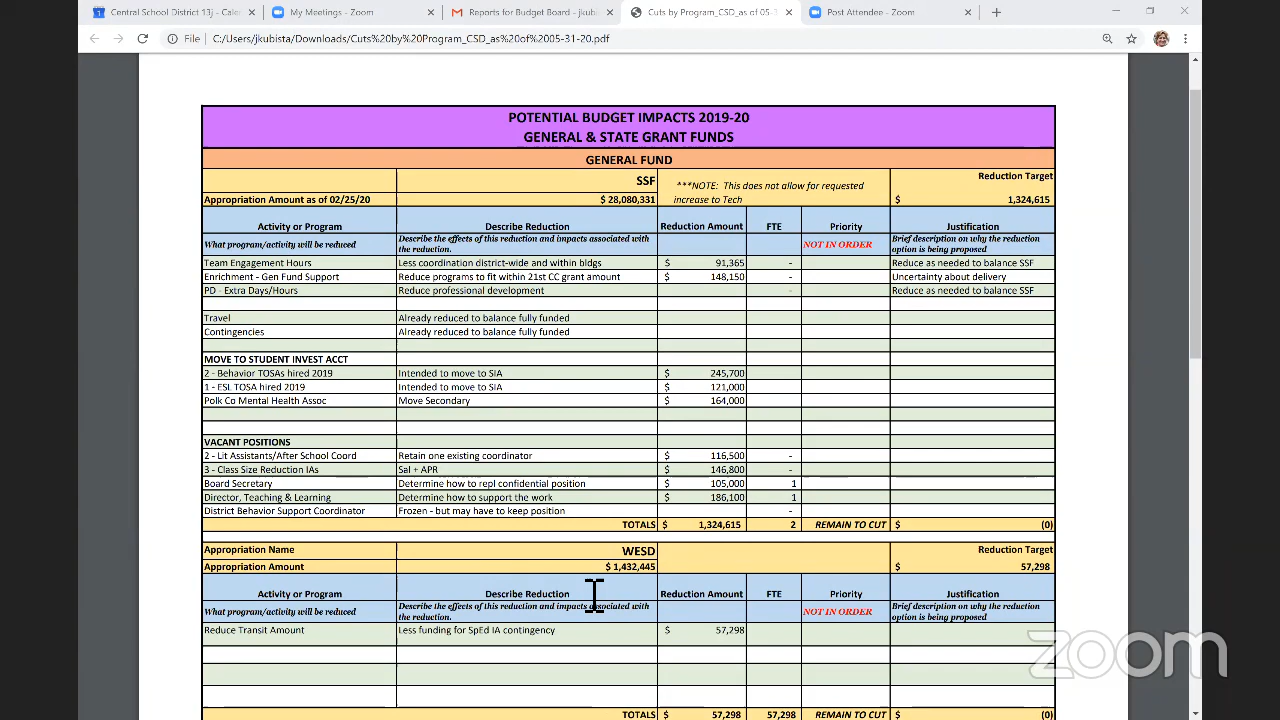 Central School District 13j - Cale
My Meetings - Zoom
Reports for Budget Board - jkubis
Cuts by Program_CSD_as of 05-
Post Attendee - Zoom
File C:/Users/jkubista/Downloads/Cuts%20by%20Program_CSD_as%20of%2005-31-20.pdf
POTENTIAL BUDGET IMPACTS 2019-20
GENERAL & STATE GRANT FUNDS
GENERAL FUND
SSF ***NOTE: This does not allow for requested increase to Tech Reduction Target
Appropriation Amount as of 02/25/20 $ 28,080,331 $ 1,324,615
Activity or Program Describe Reduction Reduction Amount FTE Priority Justification
What program/activity will be reduced Describe the effects of this reduction and impacts associated with the reduction. NOT IN ORDER Brief description on why the reduction option is being proposed
Team Engagement Hours Less coordination district-wide and within bldgs $ 91,365 - Reduce as needed to balance SSF
Enrichment - Gen Fund Support Reduce programs to fit within 21st CC grant amount $ 148,150 - Uncertainty about delivery
PD - Extra Days/Hours Reduce professional development - Reduce as needed to balance SSF
Travel Already reduced to balance fully funded
Contingencies Already reduced to balance fully funded
MOVE TO STUDENT INVEST ACCT
2 - Behavior TOSAs hired 2019 Intended to move to SIA $ 245,700
1 - ESL TOSA hired 2019 Intended to move to SIA $ 121,000
Polk Co Mental Health Assoc Move Secondary $ 164,000
VACANT POSITIONS
2 - Lit Assistants/After School Coord Retain one existing coordinator $ 116,500 -
3 - Class Size Reduction IAs Sal + APR $ 146,800 -
Board Secretary Determine how to repl confidential position $ 105,000 1
Director, Teaching & Learning Determine how to support the work $ 186,100 1
District Behavior Support Coordinator Frozen - but may have to keep position -
TOTALS $ 1,324,615 2 REMAIN TO CUT $ (0)
Appropriation Name WESD Reduction Target
Appropriation Amount $ 1,432,445 $ 57,298
Activity or Program Describe Reduction Reduction Amount FTE Priority Justification
What program/activity will be reduced Describe the effects of this reduction and impacts associated with the reduction. NOT IN ORDER Brief description on why the reduction option is being proposed
Reduce Transit Amount Less funding for SpEd IA contingency $ 57,298
zoom
TOTALS $ 57,298 57,298 REMAIN TO CUT $ (0)